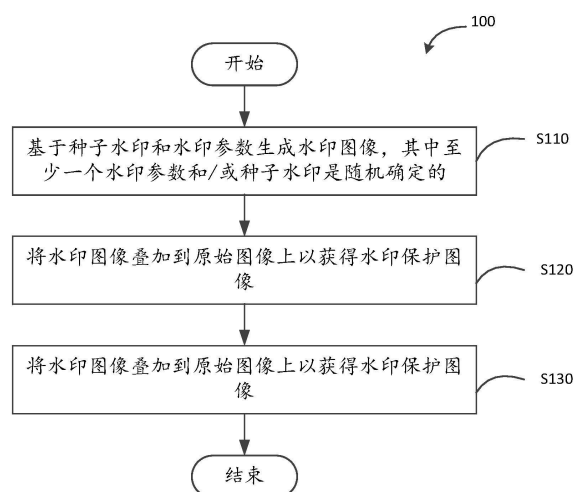 100
开始
基于种子水印和水印参数生成水印图像，其中至
少一个水印参数和/或种子水印是随机确定的
S110
将水印图像叠加到原始图像上以获得水印保护图
像
S120
将水印图像叠加到原始图像上以获得水印保护图
像
S130
结束